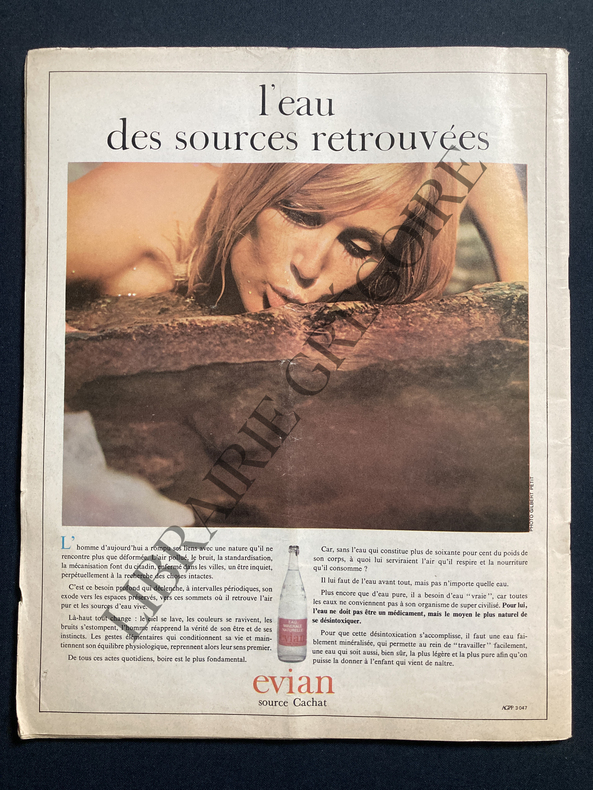 l'eau
des sources retrouvées
PHOTO GILBERT PETIT
L'homme d'aujourd'hui a rompu ses liens avec une nature qu'il ne
rencontre plus que déformée. L'air pollué, le bruit, la standardisation,
la mécanisation font du citadin, enfermé dans les villes, un être inquiet,
perpétuellement à la recherche des forces intactes.
C'est ce besoin profond qui déclenche, à intervalles périodiques, son
exode vers les espaces préservés, vers ces sommets où il retrouve l'air
pur et les sources d'eau vive.
Là-haut tout change : le ciel se lave, les couleurs se ravivent, les
bruits s'estompent, l'homme réapprend la vérité de son être et de ses
instincts. Les gestes élémentaires qui conditionnent sa vie et main-
tiennent son équilibre physiologique, reprennent alors leur sens premier.
De tous ces actes quotidiens, boire est le plus fondamental.
Car, sans l'eau qui constitue plus de soixante pour cent du poids de
son corps, à quoi lui serviraient l'air qu'il respire et la nourriture
qu'il consomme ?
Il lui faut de l'eau avant tout, mais pas n'importe quelle eau.
Plus encore que d'eau pure, il a besoin d'eau "vraie", car toutes
les eaux ne conviennent pas à son organisme de super civilisé. Pour lui,
l'eau ne doit pas être un médicament, mais le moyen le plus naturel de
se désintoxiquer.
Pour que cette désintoxication s'accomplisse, il faut une eau fai-
blement minéralisée, qui permette au rein de "travailler" facilement,
une eau qui soit aussi, bien sûr, la plus légère et la plus pure afin qu'on
puisse la donner à l'enfant qui vient de naître.
evian
source Cachat
AGPF 3 047
LIBRAIRIE GRÉGOIRE